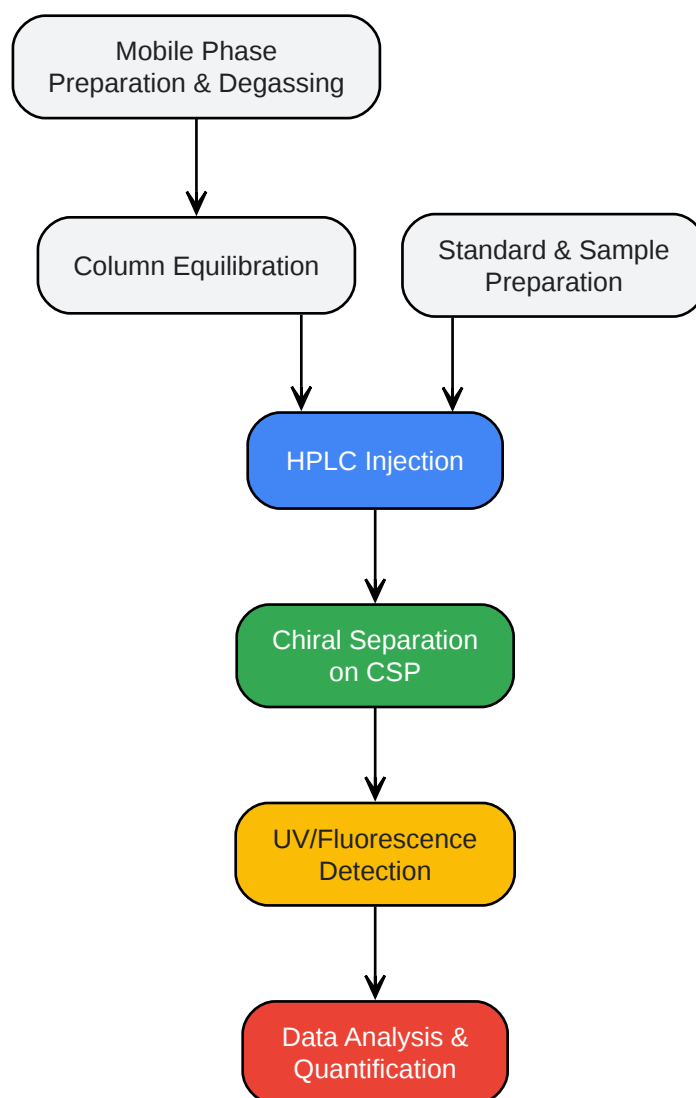 Mobile Phase
Preparation & Degassing
Column Equilibration
Standard & Sample
Preparation
HPLC Injection
Chiral Separation
on CSP
UV/Fluorescence
Detection
Data Analysis &
Quantification